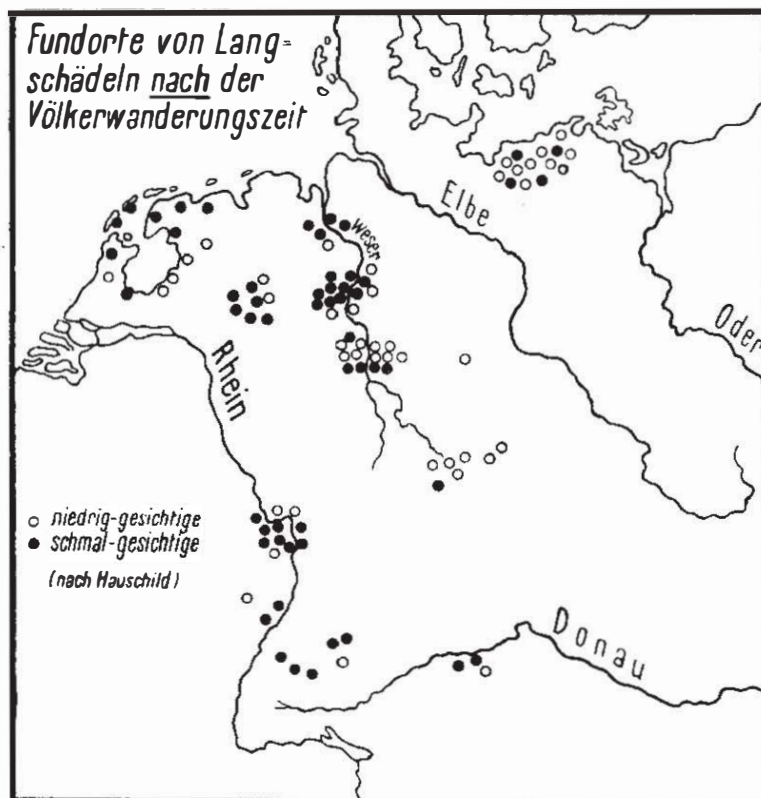 Fundorte von Lang=
schädeln nach der
Völkerwanderungszeit
Elbe
Weser
Oder
Rhein
○ niedrig-gesichtige
● schmal-gesichtige
(nach Hauschild)
Donau